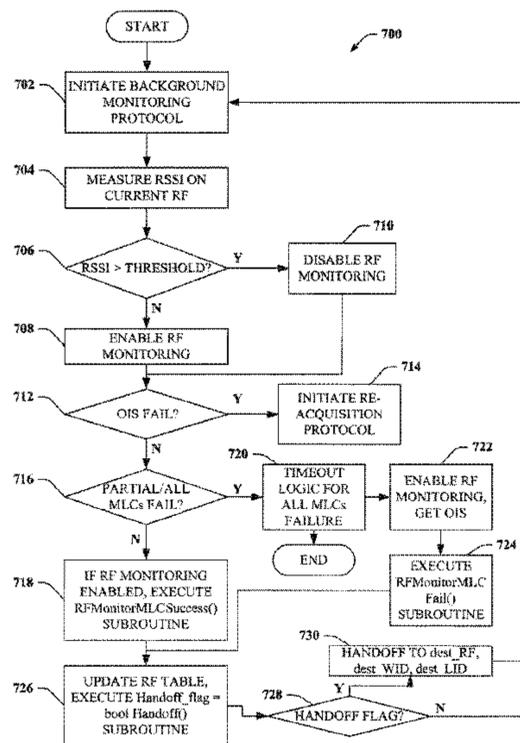 START
700
702
INITIATE BACKGROUND
MONITORING
PROTOCOL
704
MEASURE RSSI ON
CURRENT RF
706
RSSI > THRESHOLD?
Y
N
710
DISABLE RF
MONITORING
708
ENABLE RF
MONITORING
712
OIS FAIL?
Y
N
714
INITIATE RE-
ACQUISITION
PROTOCOL
716
PARTIAL/ALL
MLCs FAIL?
Y
N
720
TIMEOUT
LOGIC FOR
ALL MLCs
FAILURE
END
722
ENABLE RF
MONITORING,
GET OIS
724
EXECUTE
RFMonitorMLC
Fail()
SUBROUTINE
718
IF RF MONITORING
ENABLED, EXECUTE
RFMonitorMLCSuccess()
SUBROUTINE
726
UPDATE RF TABLE,
EXECUTE Handoff_flag =
bool Handoff()
SUBROUTINE
728
HANDOFF FLAG?
Y
N
730
HANDOFF TO dest_RF,
dest_WID, dest_LID